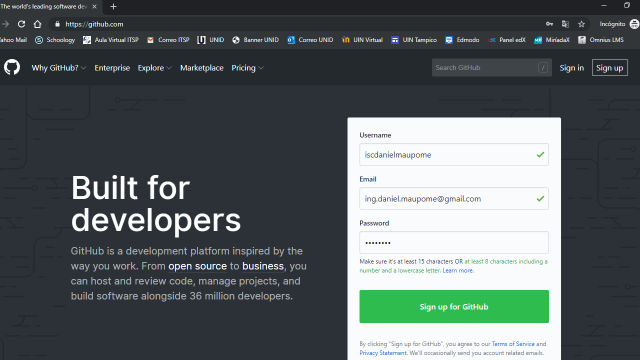 The world's leading software dev
https://github.com
Incógnito
ahoo Mail Schoology Aula Virtual ITSP Correo ITSP UNID Banner UNID Correo UNID UIN Virtual UIN Tampico Edmodo Panel edX MiríadaX Omnius LMS
Why GitHub? Enterprise Explore Marketplace Pricing Search GitHub / Sign in Sign up
Built for
developers
GitHub is a development platform inspired by the
way you work. From open source to business, you
can host and review code, manage projects, and
build software alongside 36 million developers.
Username
iscdanielmaupome
Email
ing.daniel.maupome@gmail.com
Password
••••••••
Make sure it's at least 15 characters OR at least 8 characters including a
number and a lowercase letter. Learn more.
Sign up for GitHub
By clicking "Sign up for GitHub", you agree to our Terms of Service and
Privacy Statement. We'll occasionally send you account related emails.